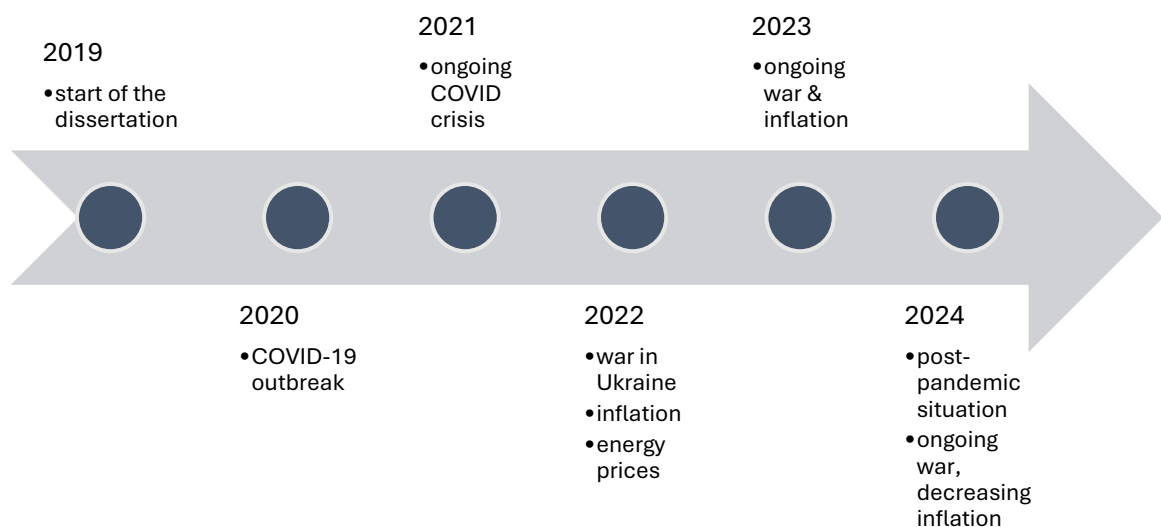 2019
•start of the
dissertation
2020
•COVID-19
outbreak
2021
•ongoing
COVID
crisis
2022
•war in
Ukraine
•inflation
•energy
prices
2023
•ongoing
war &
inflation
2024
•post-
pandemic
situation
•ongoing
war,
decreasing
inflation